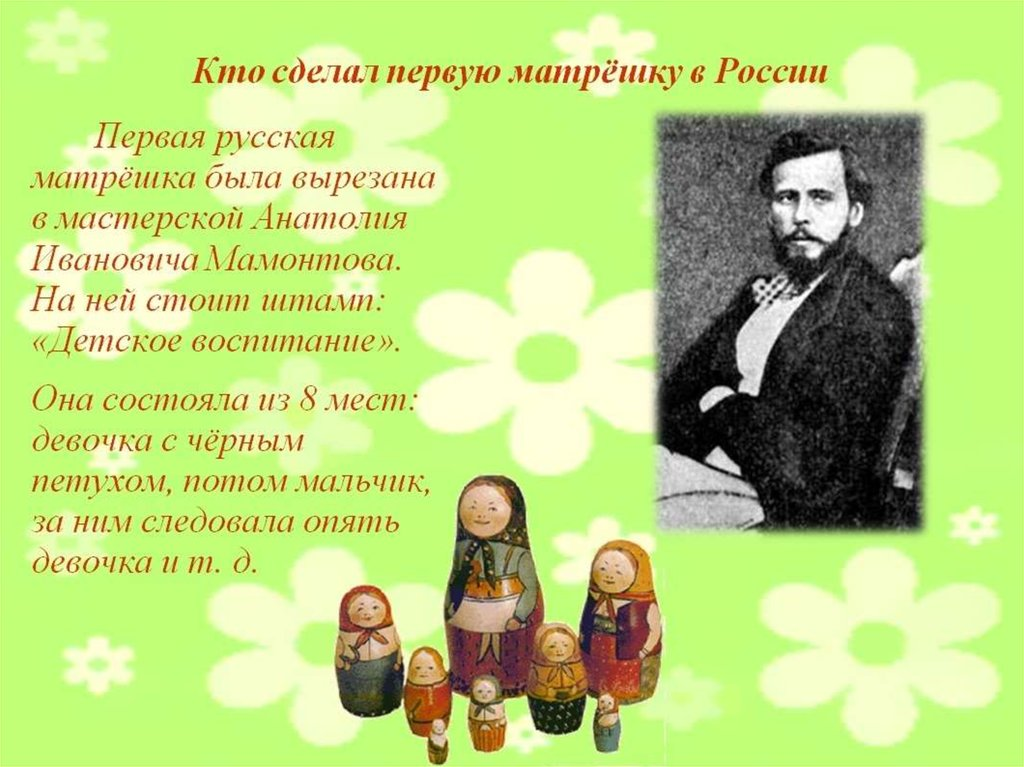 Кто сделал первую матрёшку в России
Первая русская
матрёшка была вырезана
в мастерской Анатолия
Ивановича Мамонтова.
На ней стоит штамп:
«Детское воспитание».
Она состояла из 8 мест:
девочка с чёрным
петухом, потом мальчик,
за ним следовала опять
девочка и т. д.